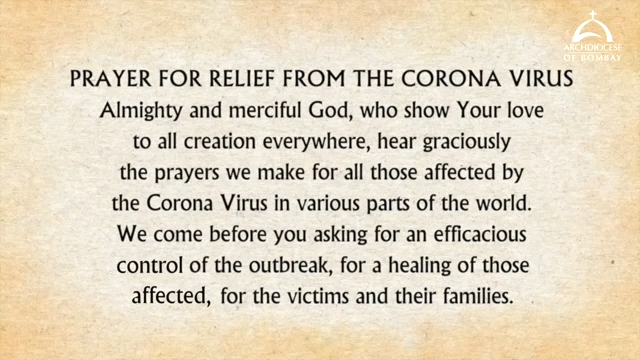 ARCHDIOCESE
OF BOMBAY
PRAYER FOR RELIEF FROM THE CORONA VIRUS
Almighty and merciful God, who show Your love
to all creation everywhere, hear graciously
the prayers we make for all those affected by
the Corona Virus in various parts of the world.
We come before you asking for an efficacious
control of the outbreak, for a healing of those
affected, for the victims and their families.